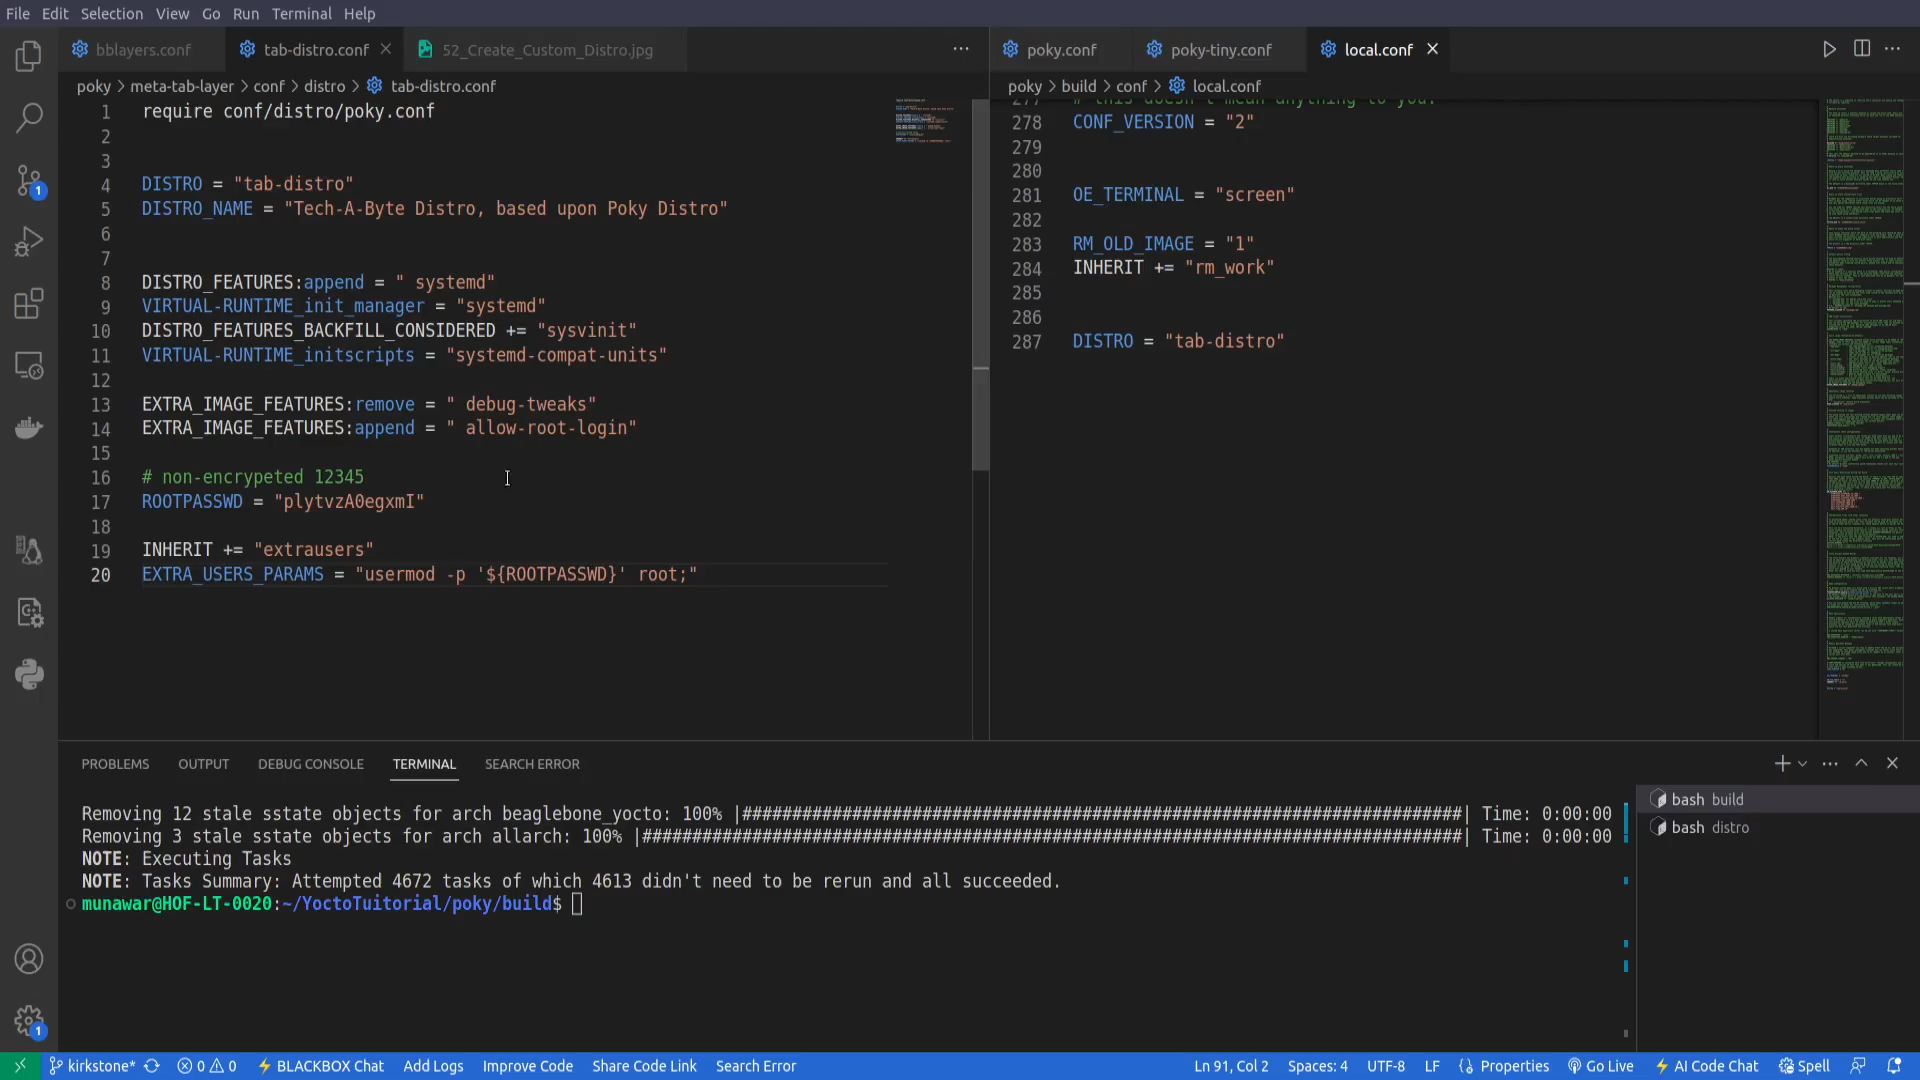 File Edit Selection View Go Run Terminal Help
bblayers.conf tab-distro.conf 52_Create_Custom_Distro.jpg
poky.conf poky-tiny.conf local.conf
poky > meta-tab-layer > conf > distro > tab-distro.conf
1 require conf/distro/poky.conf
2
3
4 DISTRO = "tab-distro"
5 DISTRO_NAME = "Tech-A-Byte Distro, based upon Poky Distro"
6
7
8 DISTRO_FEATURES:append = " systemd"
9 VIRTUAL-RUNTIME_init_manager = "systemd"
10 DISTRO_FEATURES_BACKFILL_CONSIDERED += "sysvinit"
11 VIRTUAL-RUNTIME_initscripts = "systemd-compat-units"
12
13 EXTRA_IMAGE_FEATURES:remove = " debug-tweaks"
14 EXTRA_IMAGE_FEATURES:append = " allow-root-login"
15
16 # non-encrypeted 12345
17 ROOTPASSWD = "plytvzA0egxmI"
18
19 INHERIT += "extrausers"
20 EXTRA_USERS_PARAMS = "usermod -p '${ROOTPASSWD}' root;"
poky > build > conf > local.conf
277 # this doesn't mean anything to you.
278 CONF_VERSION = "2"
279
280
281 OE_TERMINAL = "screen"
282
283 RM_OLD_IMAGE = "1"
284 INHERIT += "rm_work"
285
286
287 DISTRO = "tab-distro"
PROBLEMS OUTPUT DEBUG CONSOLE TERMINAL SEARCH ERROR
Removing 12 stale sstate objects for arch beaglebone_yocto: 100% |########################################################################| Time: 0:00:00
Removing 3 stale sstate objects for arch allarch: 100% |##################################################################################| Time: 0:00:00
NOTE: Executing Tasks
NOTE: Tasks Summary: Attempted 4672 tasks of which 4613 didn't need to be rerun and all succeeded.
munawar@HOF-LT-0020:~/YoctoTuitorial/poky/build$
bash build
bash distro
1
1
kirkstone* 0 0 BLACKBOX Chat Add Logs Improve Code Share Code Link Search Error Ln 91, Col 2 Spaces: 4 UTF-8 LF Properties Go Live AI Code Chat Spell